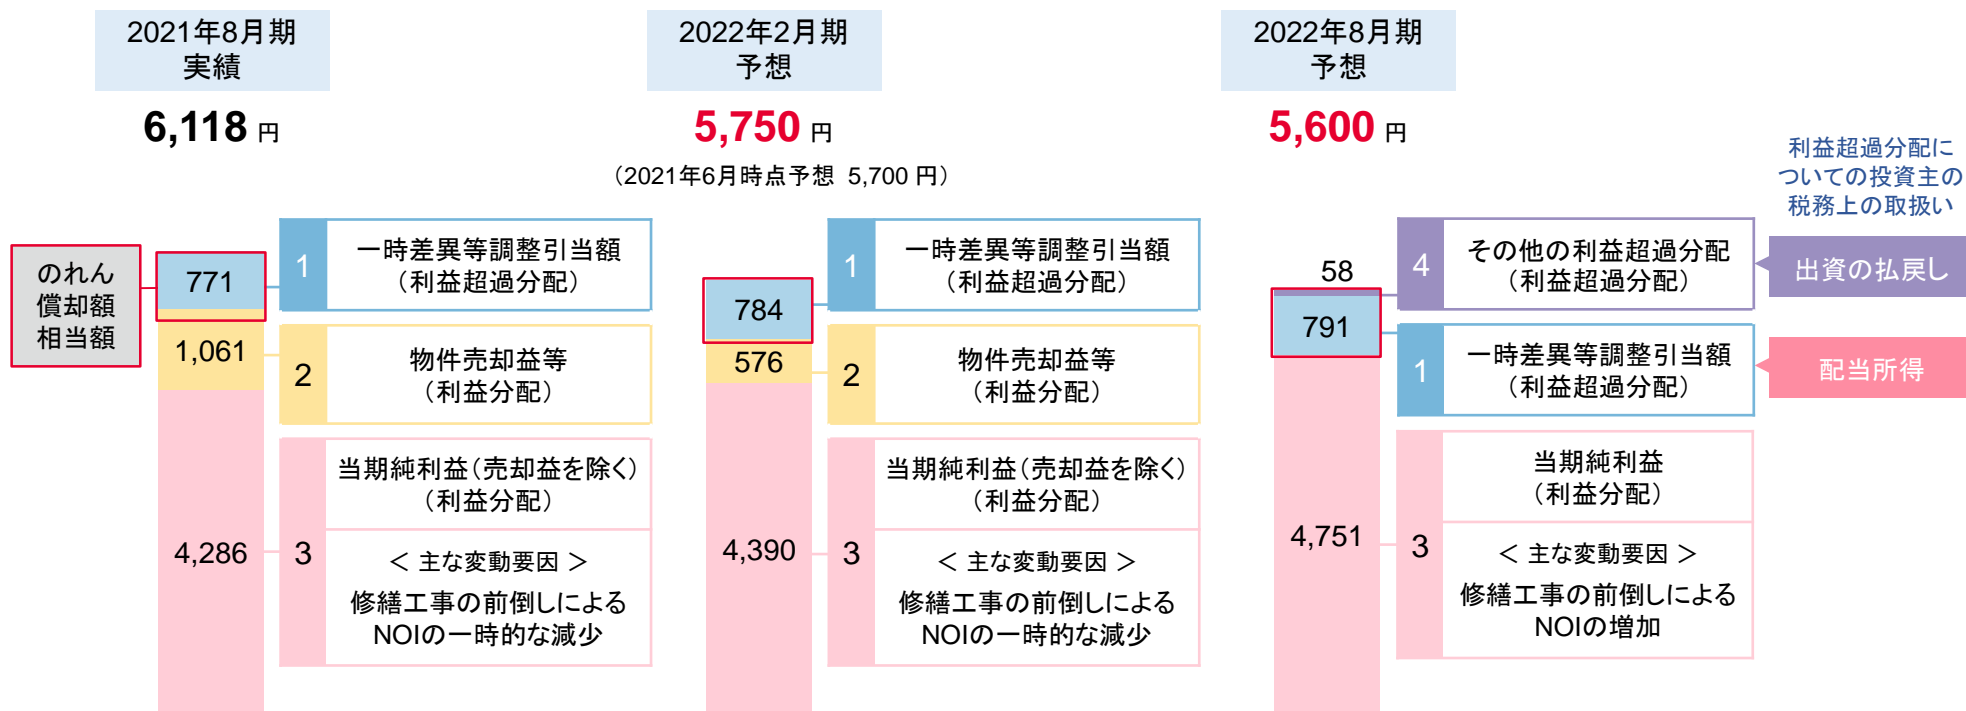 2021年8月期
実績
6,118 円
2022年2月期
予想
5,750 円
（2021年6月時点予想 5,700 円）
2022年8月期
予想
5,600 円
利益超過分配に
ついての投資主の
税務上の取扱い
のれん
償却額
相当額
771
1
一時差異等調整引当額
（利益超過分配）
1,061
2
物件売却益等
（利益分配）
4,286
3
当期純利益（売却益を除く）
（利益分配）
＜ 主な変動要因 ＞
修繕工事の前倒しによる
NOIの一時的な減少
784
1
一時差異等調整引当額
（利益超過分配）
576
2
物件売却益等
（利益分配）
4,390
3
当期純利益（売却益を除く）
（利益分配）
＜ 主な変動要因 ＞
修繕工事の前倒しによる
NOIの一時的な減少
58
4
その他の利益超過分配
（利益超過分配）
出資の払戻し
791
1
一時差異等調整引当額
（利益超過分配）
配当所得
4,751
3
当期純利益
（利益分配）
＜ 主な変動要因 ＞
修繕工事の前倒しによる
NOIの増加